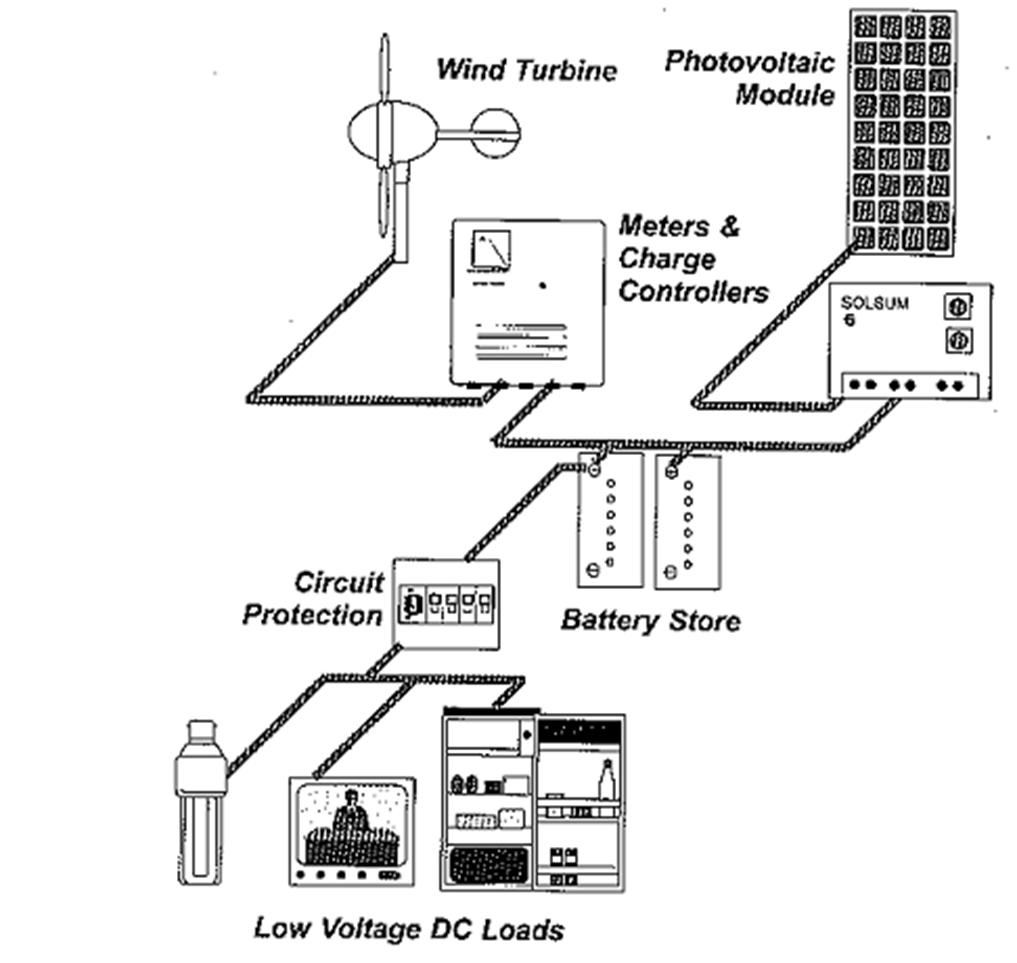 Wind Turbine
Photovoltaic
Module
Meters &
Charge
Controllers
SOLSUM
6
Circuit
Protection
Battery Store
Low Voltage DC Loads